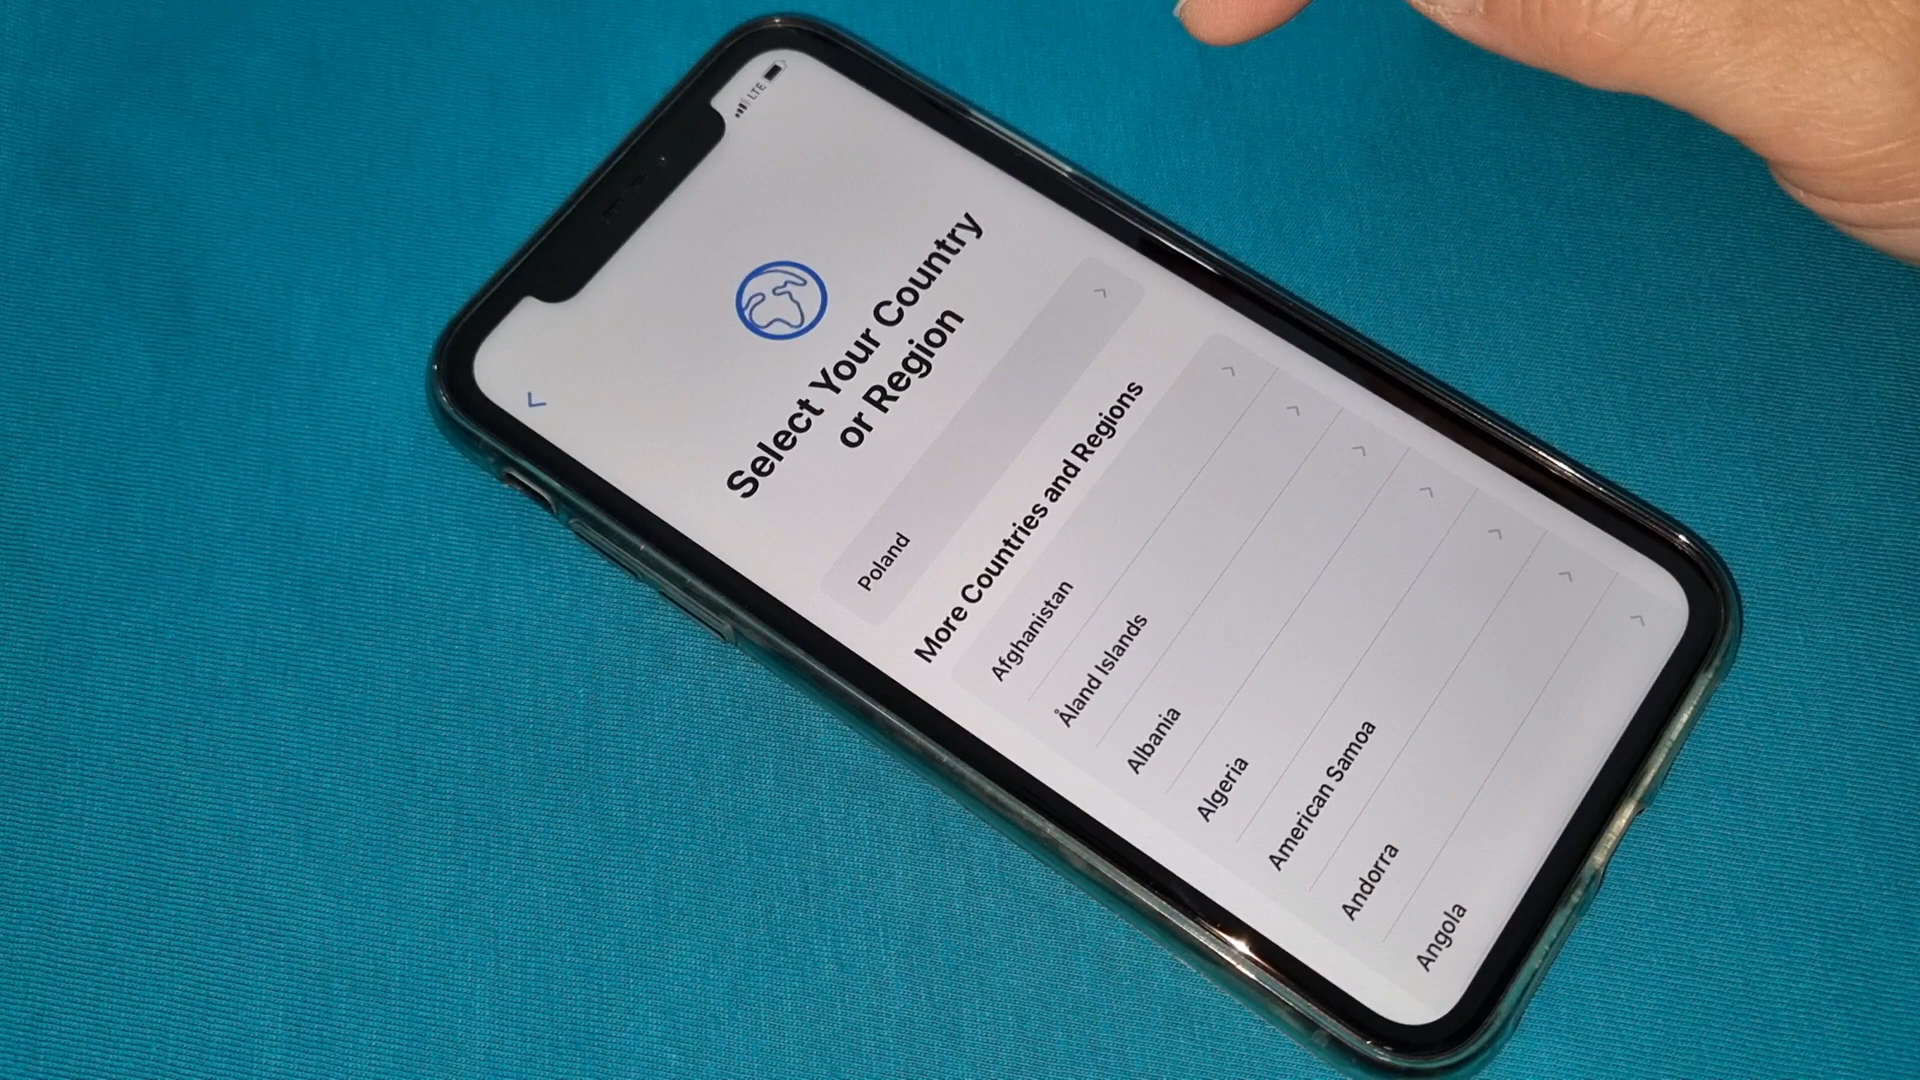 LTE
Select Your Country
or Region
Poland
More Countries and Regions
Afghanistan
Åland Islands
Albania
Algeria
American Samoa
Andorra
Angola